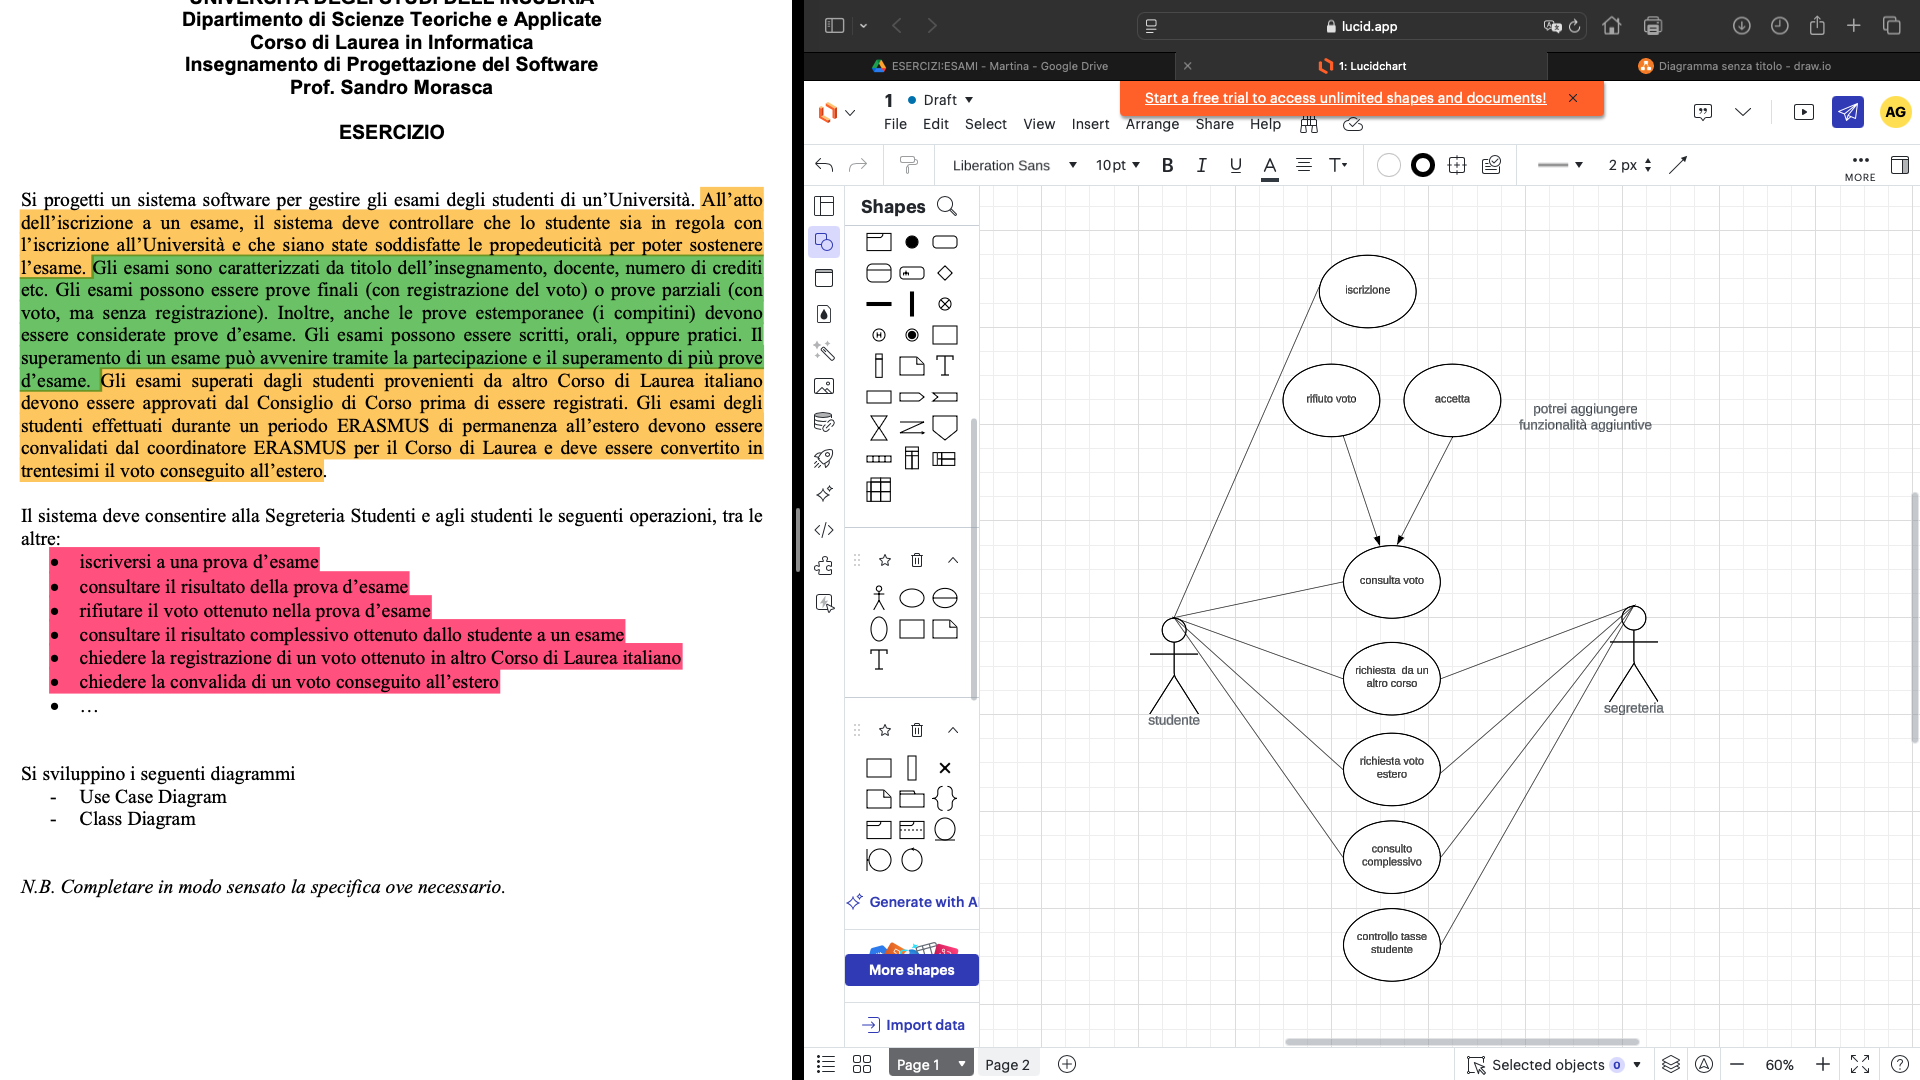 UNIVERSITÀ DEGLI STUDI DELL'INSUBRIA
Dipartimento di Scienze Teoriche e Applicate
Corso di Laurea in Informatica
Insegnamento di Progettazione del Software
Prof. Sandro Morasca
ESERCIZIO
Si progetti un sistema software per gestire gli esami degli studenti di un'Università. All'atto
dell'iscrizione a un esame, il sistema deve controllare che lo studente sia in regola con
l'iscrizione all'Università e che siano state soddisfatte le propedeuticità per poter sostenere
l'esame. Gli esami sono caratterizzati da titolo dell'insegnamento, docente, numero di crediti
etc. Gli esami possono essere prove finali (con registrazione del voto) o prove parziali (con
voto, ma senza registrazione). Inoltre, anche le prove estemporanee (i compitini) devono
essere considerate prove d'esame. Gli esami possono essere scritti, orali, oppure pratici. Il
superamento di un esame può avvenire tramite la partecipazione e il superamento di più prove
d'esame. Gli esami superati dagli studenti provenienti da altro Corso di Laurea italiano
devono essere approvati dal Consiglio di Corso prima di essere registrati. Gli esami degli
studenti effettuati durante un periodo ERASMUS di permanenza all'estero devono essere
convalidati dal coordinatore ERASMUS per il Corso di Laurea e deve essere convertito in
trentesimi il voto conseguito all'estero.
Il sistema deve consentire alla Segreteria Studenti e agli studenti le seguenti operazioni, tra le
altre:
• iscriversi a una prova d'esame
• consultare il risultato della prova d'esame
• rifiutare il voto ottenuto nella prova d'esame
• consultare il risultato complessivo ottenuto dallo studente a un esame
• chiedere la registrazione di un voto ottenuto in altro Corso di Laurea italiano
• chiedere la convalida di un voto conseguito all'estero
• …
Si sviluppino i seguenti diagrammi
- Use Case Diagram
- Class Diagram
N.B. Completare in modo sensato la specifica ove necessario.
lucid.app
ESERCIZI:ESAMI - Martina - Google Drive
1: Lucidchart
Diagramma senza titolo - draw.io
1 Draft
Start a free trial to access unlimited shapes and documents!
File Edit Select View Insert Arrange Share Help
AG
Liberation Sans 10pt B I U A T 2 px
MORE
Shapes
Generate with A
More shapes
Import data
iscrizione
rifiuto voto
accetta
potrei aggiungere
funzionalità aggiuntive
consulta voto
richiesta da un
altro corso
studente
segreteria
richiesta voto
estero
consulto
complessivo
controllo tasse
studente
Page 1
Page 2
Selected objects 0
60%